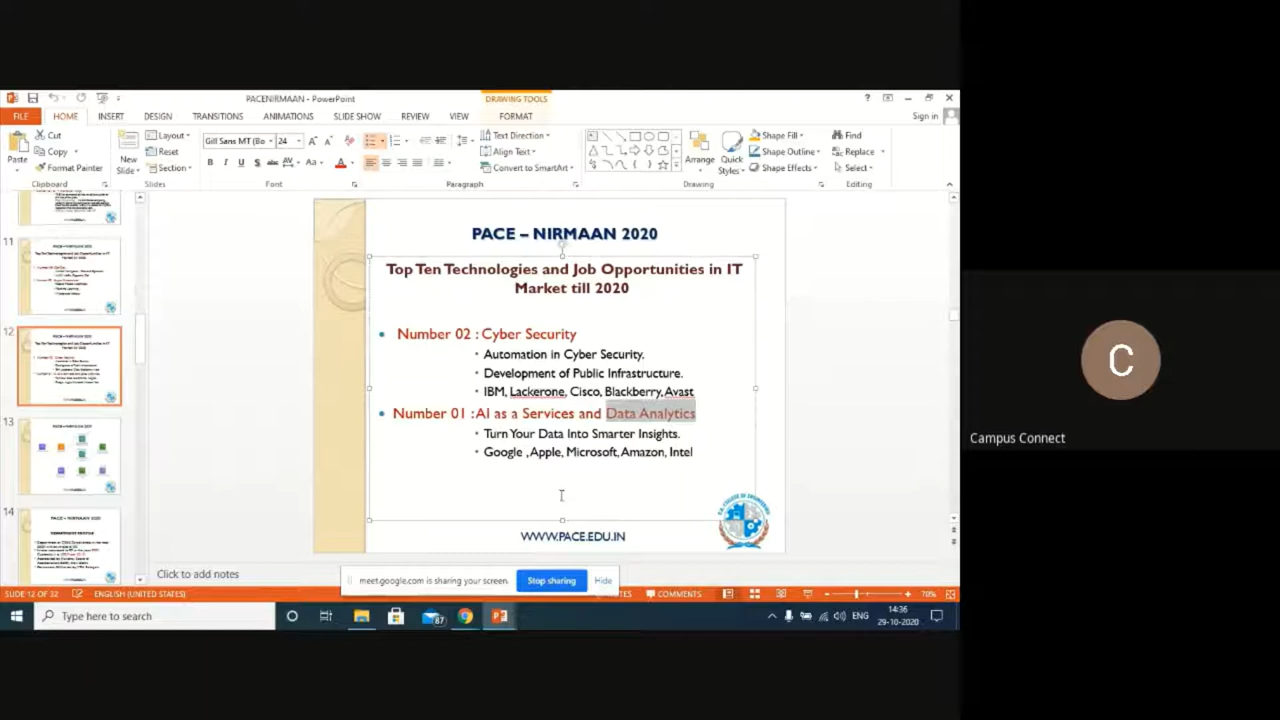 PACENIRMAAN - PowerPoint
DRAWING TOOLS
?
FILE
HOME
INSERT
DESIGN
TRANSITIONS
ANIMATIONS
SLIDE SHOW
REVIEW
VIEW
FORMAT
Sign in
Paste
Cut
Copy
Format Painter
Clipboard
New
Slide
Layout
Reset
Section
Slides
Gill Sans MT (Bo
24
Font
Text Direction
Align Text
Convert to SmartArt
Paragraph
Arrange
Quick
Styles
Shape Fill
Shape Outline
Shape Effects
Drawing
Find
Replace
Select
Editing
11
12
13
14
PACE – NIRMAAN 2020
Top Ten Technologies and Job Opportunities in IT
Market till 2020
• Number 02 : Cyber Security
• Automation in Cyber Security.
• Development of Public Infrastructure.
• IBM, Lackerone, Cisco, Blackberry, Avast
• Number 01 :AI as a Services and Data Analytics
• Turn Your Data Into Smarter Insights.
• Google ,Apple, Microsoft, Amazon, Intel
WWW.PACE.EDU.IN
Click to add notes
meet.google.com is sharing your screen.
Stop sharing
Hide
SLIDE 12 OF 32
ENGLISH (UNITED STATES)
COMMENTS
70%
Type here to search
87
ENG
14:36
29-10-2020
C
Campus Connect